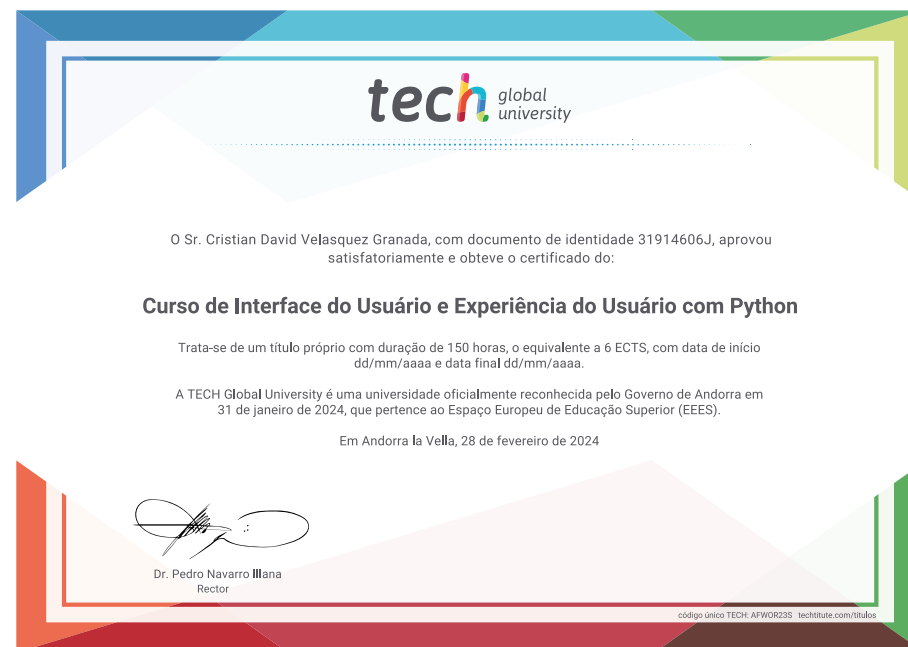 tech global university
O Sr. Cristian David Velasquez Granada, com documento de identidade 31914606J, aprovou
satisfatoriamente e obteve o certificado do:
Curso de Interface do Usuário e Experiência do Usuário com Python
Trata-se de um título próprio com duração de 150 horas, o equivalente a 6 ECTS, com data de início
dd/mm/aaaa e data final dd/mm/aaaa.
A TECH Global University é uma universidade oficialmente reconhecida pelo Governo de Andorra em
31 de janeiro de 2024, que pertence ao Espaço Europeu de Educação Superior (EEES).
Em Andorra la Vella, 28 de fevereiro de 2024
Dr. Pedro Navarro Illana
Rector
código único TECH: AFWOR23S techtitute.com/titulos